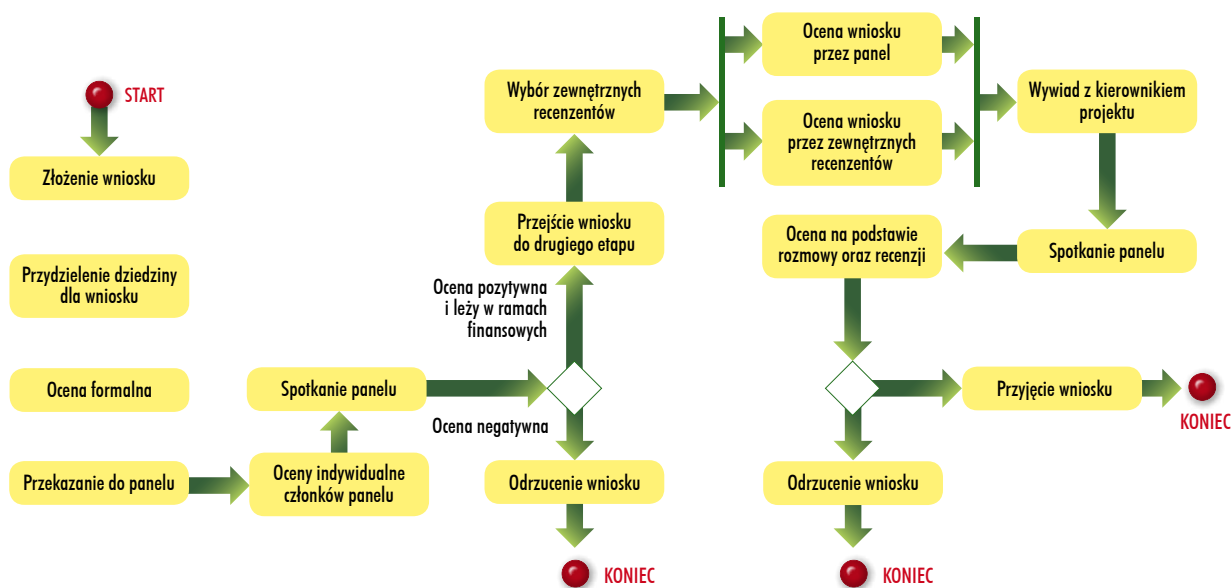 START
Złożenie wniosku
Przydzielenie dziedziny
dla wniosku
Ocena formalna
Przekazanie do panelu
Oceny indywidualne
członków panelu
Spotkanie panelu
Ocena pozytywna
i leży w ramach
finansowych
Ocena negatywna
Odrzucenie wniosku
KONIEC
Przejście wniosku
do drugiego etapu
Wybór zewnętrznych
recenzentów
Ocena wniosku
przez panel
Ocena wniosku
przez zewnętrznych
recenzentów
Wywiad z kierownikiem
projektu
Spotkanie panelu
Ocena na podstawie
rozmowy oraz recenzji
Przyjęcie wniosku
KONIEC
Odrzucenie wniosku
KONIEC